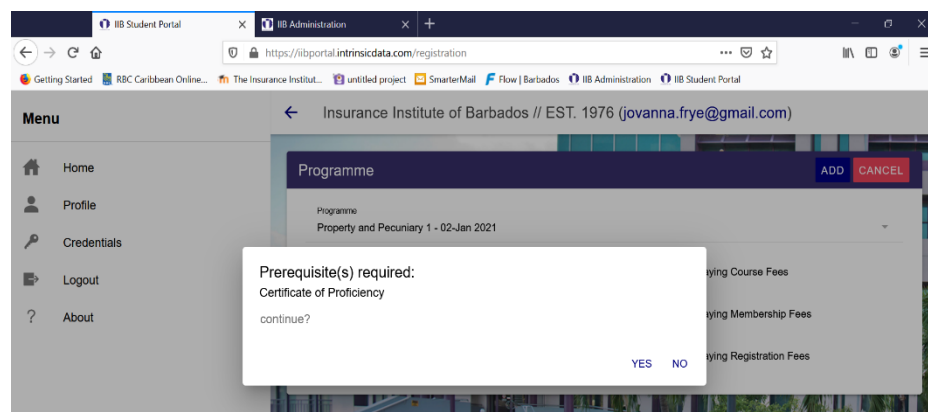 IIB Student Portal
IIB Administration
https://iibportal.intrinsicdata.com/registration
Getting Started RBC Caribbean Online... The Insurance Institut... untitled project SmarterMail Flow | Barbados IIB Administration IIB Student Portal
Menu
Insurance Institute of Barbados // EST. 1976 (jovanna.frye@gmail.com)
Home
Programme
ADD CANCEL
Profile
Programme
Property and Pecuniary 1 - 02-Jan 2021
Credentials
Prerequisite(s) required:
Certificate of Proficiency
continue?
YES NO
aying Course Fees
aying Membership Fees
aying Registration Fees
Logout
About